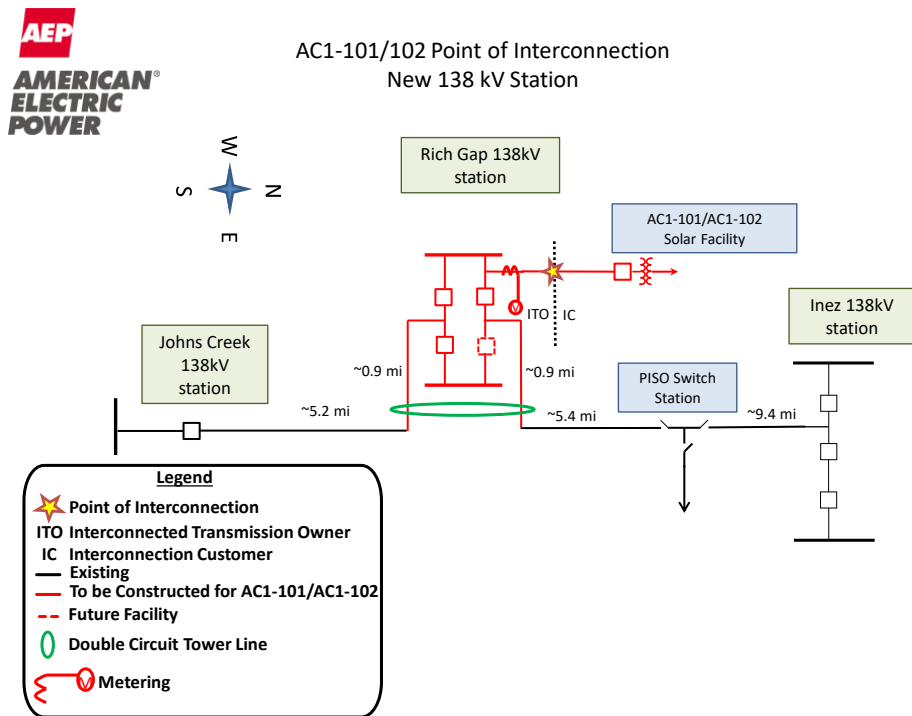 AEP
AMERICAN®
ELECTRIC
POWER
AC1-101/102 Point of Interconnection
New 138 kV Station
W
S
N
E
Rich Gap 138kV
station
AC1-101/AC1-102
Solar Facility
Inez 138kV
station
ITO
IC
Johns Creek
138kV
station
~0.9 mi
~0.9 mi
PISO Switch
Station
~5.2 mi
~5.4 mi
~9.4 mi
Legend
Point of Interconnection
ITO Interconnected Transmission Owner
IC Interconnection Customer
Existing
To be Constructed for AC1-101/AC1-102
Future Facility
Double Circuit Tower Line
M Metering